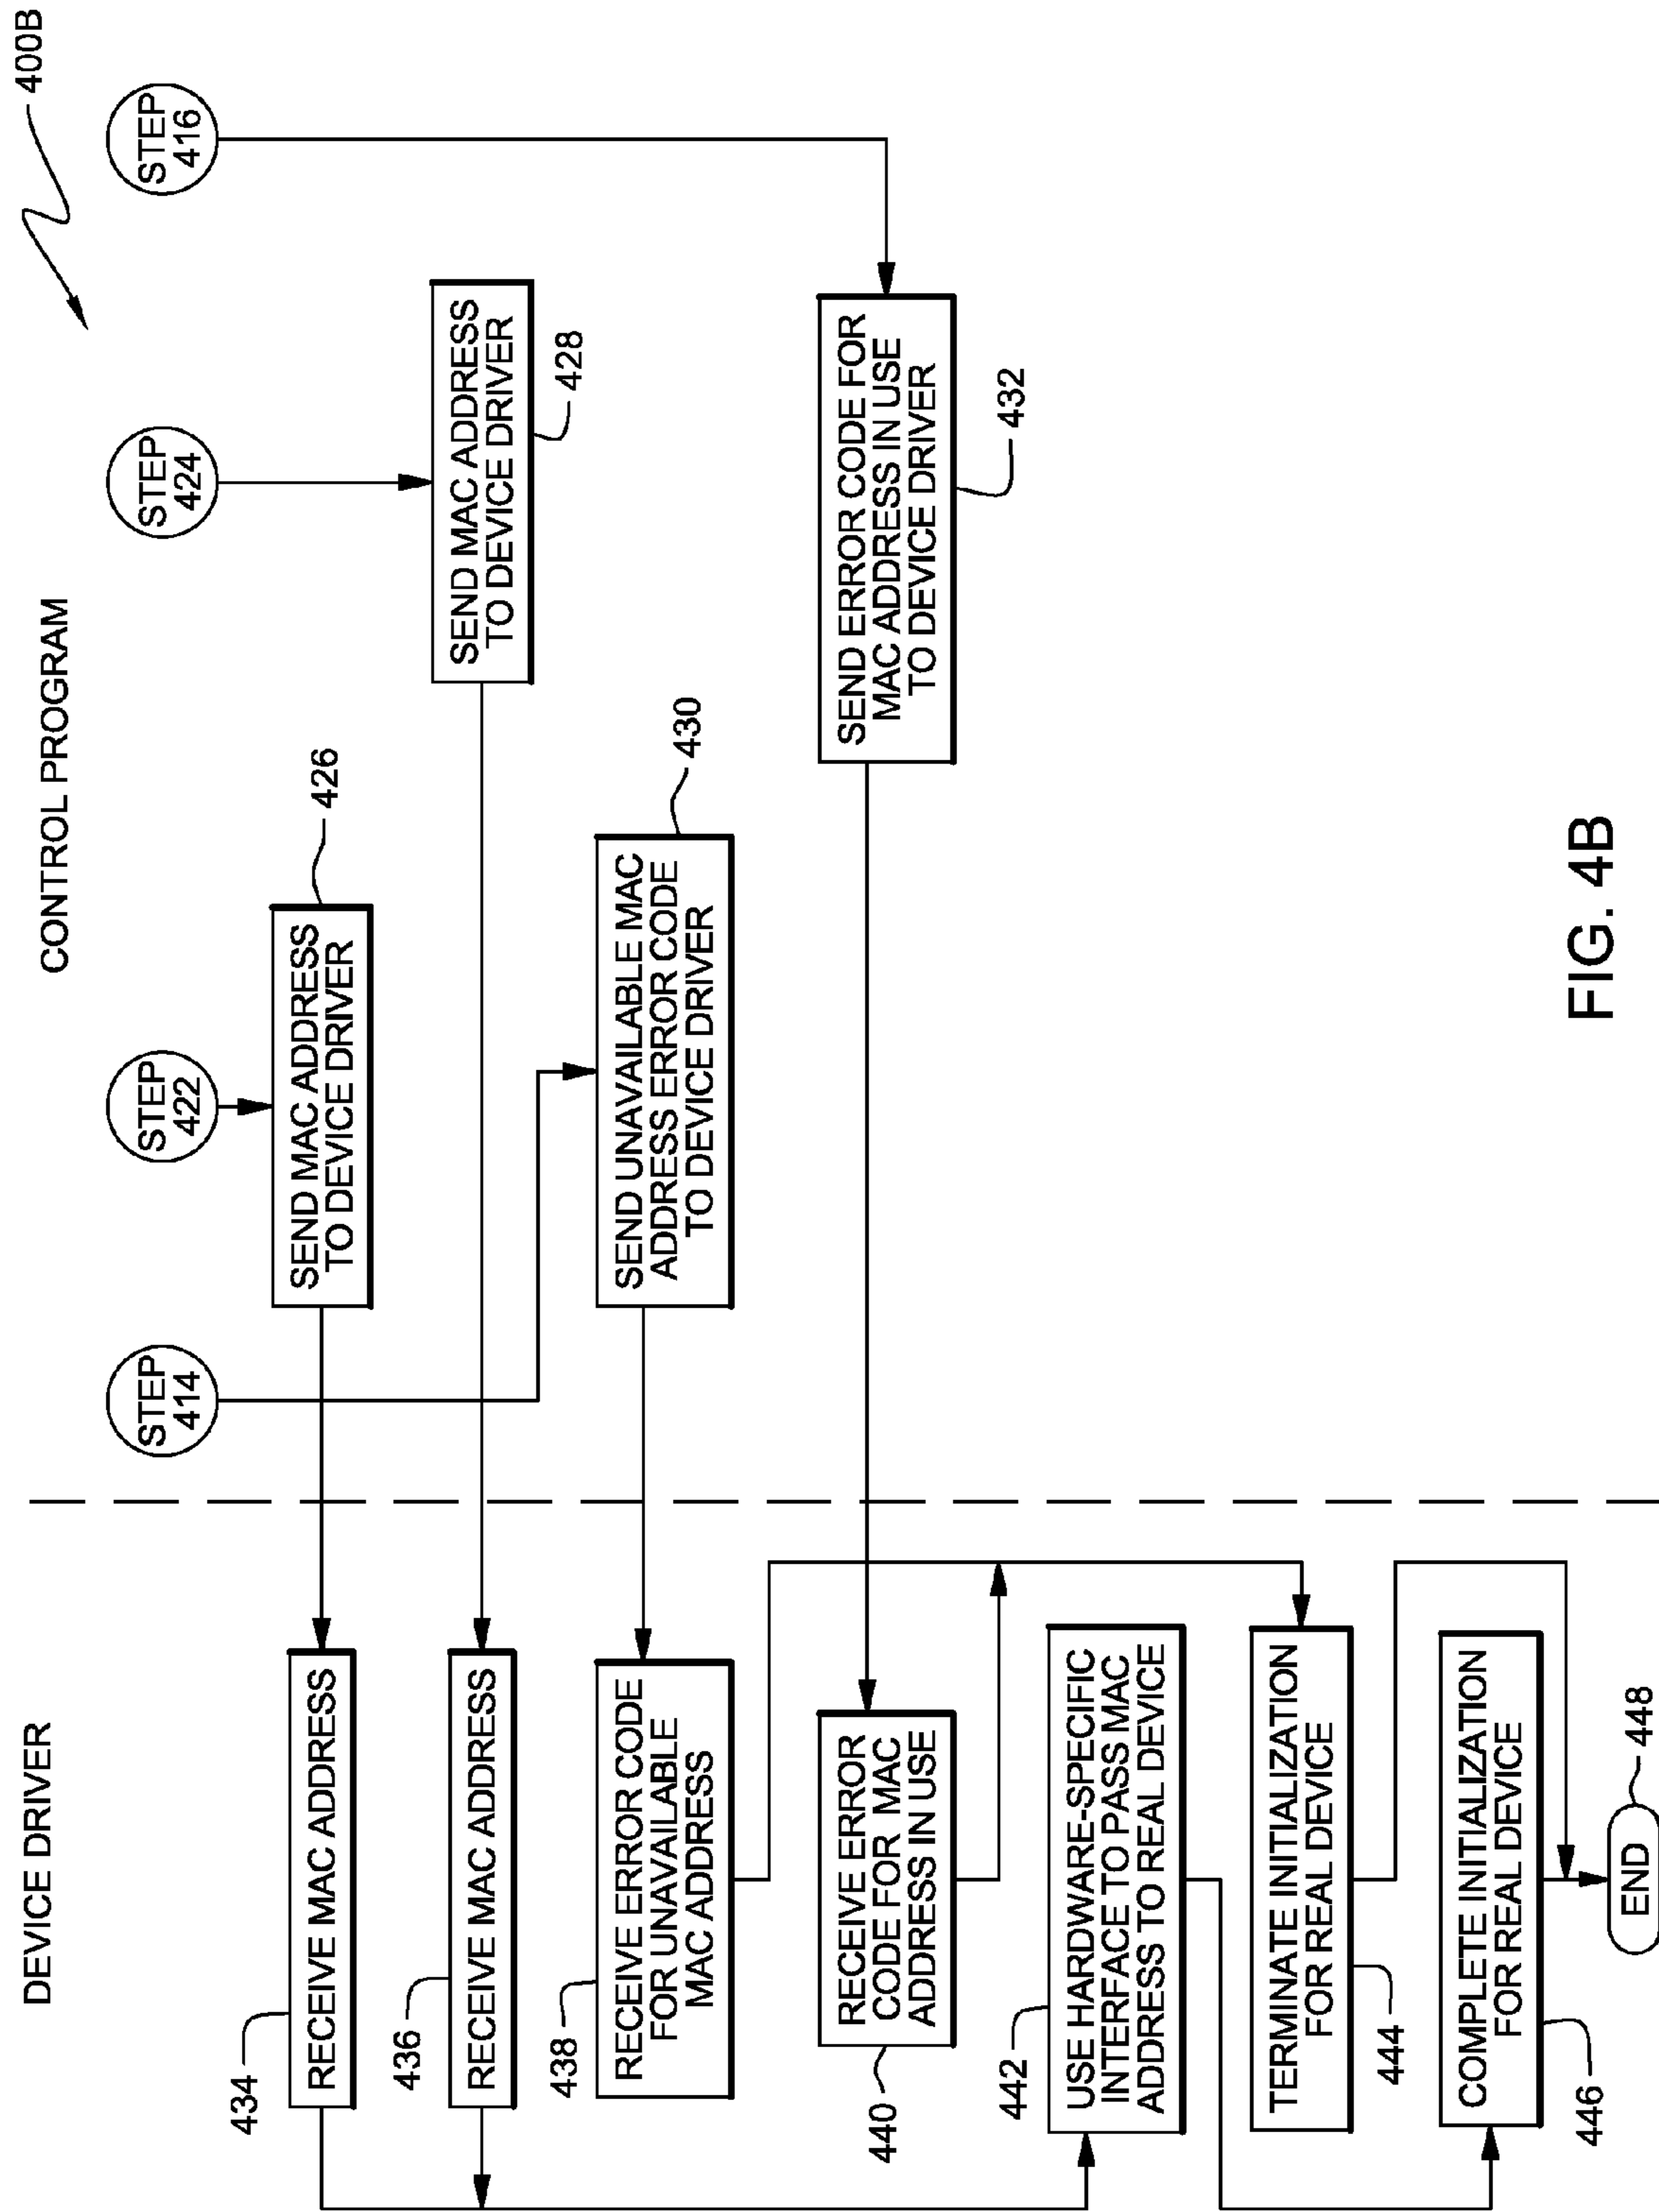 400B
DEVICE DRIVER
CONTROL PROGRAM
STEP
414
STEP
422
STEP
424
STEP
416
434
RECEIVE MAC ADDRESS
SEND MAC ADDRESS
TO DEVICE DRIVER
426
436
RECEIVE MAC ADDRESS
SEND MAC ADDRESS
TO DEVICE DRIVER
428
438
RECEIVE ERROR CODE
FOR UNAVAILABLE
MAC ADDRESS
SEND UNAVAILABLE MAC
ADDRESS ERROR CODE
TO DEVICE DRIVER
430
440
RECEIVE ERROR
CODE FOR MAC
ADDRESS IN USE
SEND ERROR CODE FOR
MAC ADDRESS IN USE
TO DEVICE DRIVER
432
442
USE HARDWARE-SPECIFIC
INTERFACE TO PASS MAC
ADDRESS TO REAL DEVICE
TERMINATE INITIALIZATION
FOR REAL DEVICE
444
COMPLETE INITIALIZATION
FOR REAL DEVICE
446
END
448
FIG. 4B